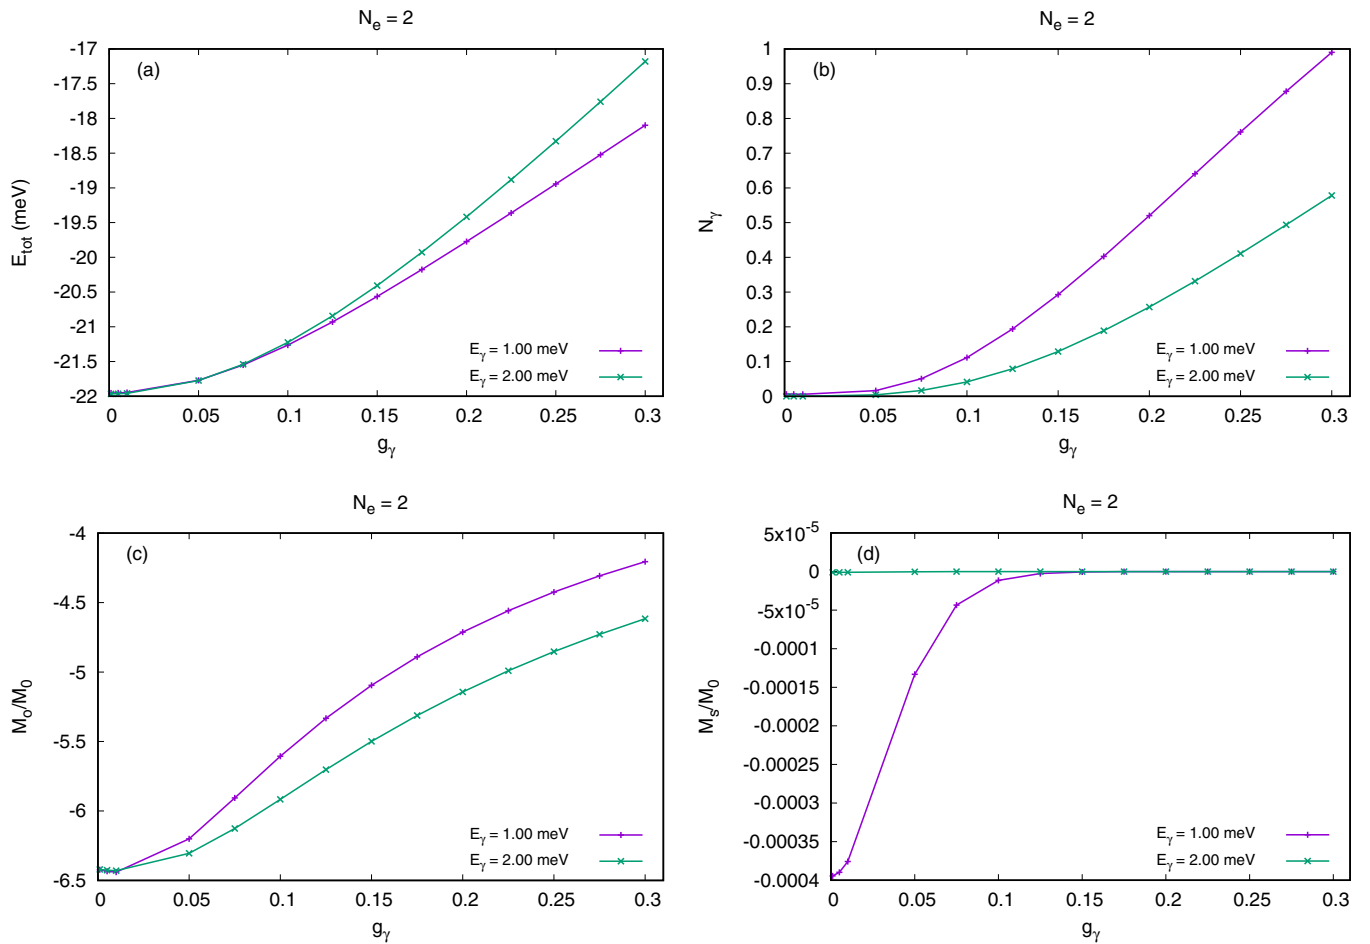 N_e = 2
(a)
E_tot (meV)
-17
-17.5
-18
-18.5
-19
-19.5
-20
-20.5
-21
-21.5
-22
E_γ = 1.00 meV
E_γ = 2.00 meV
0 0.05 0.1 0.15 0.2 0.25 0.3
g_γ
N_e = 2
(b)
N_γ
1
0.9
0.8
0.7
0.6
0.5
0.4
0.3
0.2
0.1
0
E_γ = 1.00 meV
E_γ = 2.00 meV
0 0.05 0.1 0.15 0.2 0.25 0.3
g_γ
N_e = 2
(c)
M_o/M_0
-4
-4.5
-5
-5.5
-6
-6.5
E_γ = 1.00 meV
E_γ = 2.00 meV
0 0.05 0.1 0.15 0.2 0.25 0.3
g_γ
N_e = 2
(d)
M_s/M_0
5x10^-5
0
-5x10^-5
-0.0001
-0.00015
-0.0002
-0.00025
-0.0003
-0.00035
-0.0004
E_γ = 1.00 meV
E_γ = 2.00 meV
0 0.05 0.1 0.15 0.2 0.25 0.3
g_γ